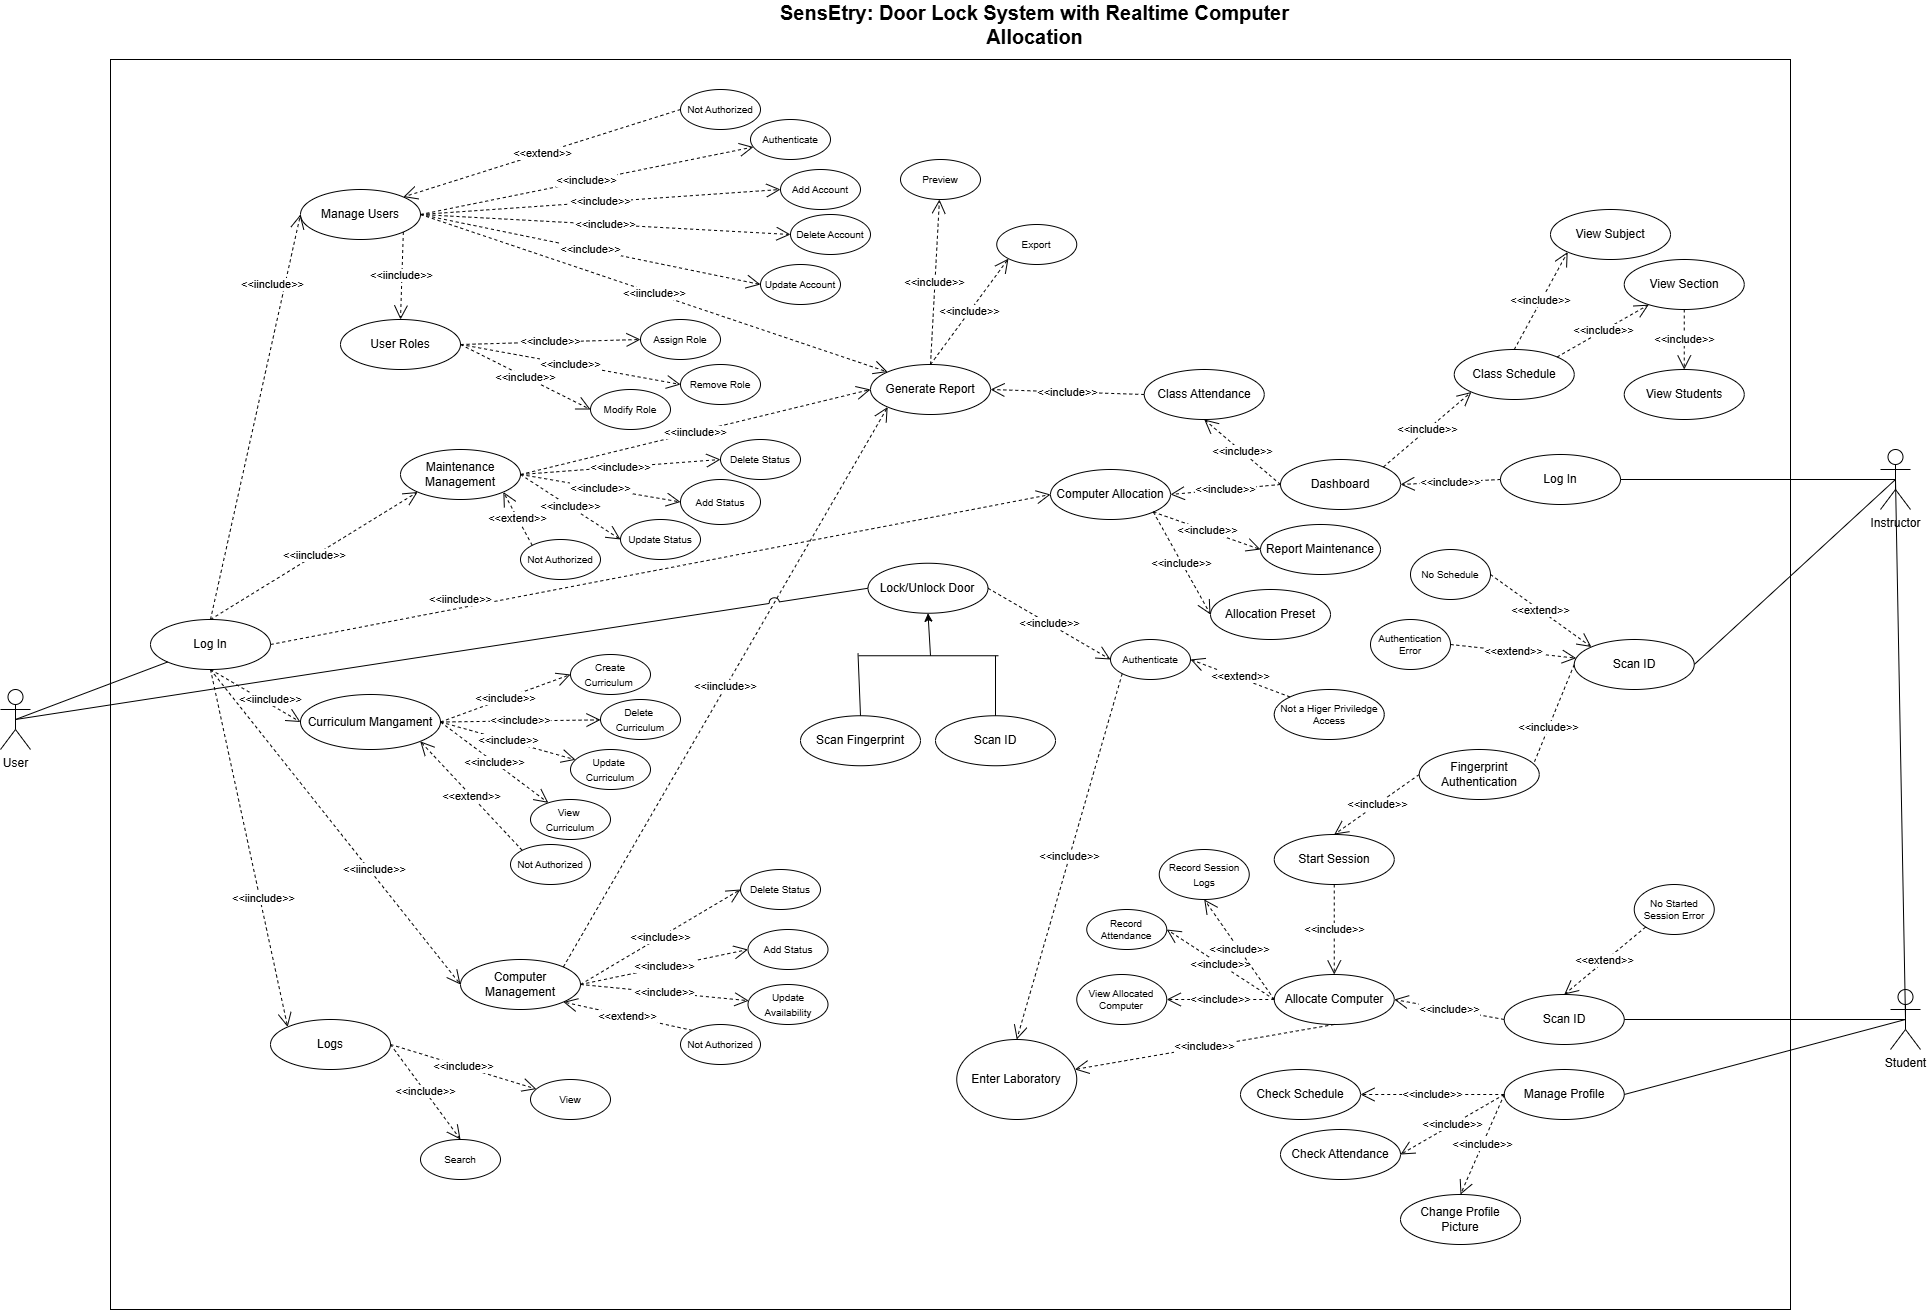 SensEtry: Door Lock System with Realtime Computer
Allocation
Not Authorized
Authenticate
<<extend>>
<<include>>
Add Account
<<include>>
Manage Users
<<include>>
Delete Account
<<include>>
Update Account
<<iinclude>>
<<iinclude>>
<<iinclude>>
Preview
Export
<<include>>
<<include>>
View Subject
View Section
<<include>>
<<include>>
<<include>>
User Roles
<<include>>
Assign Role
<<include>>
Remove Role
<<include>>
Modify Role
Generate Report
<<include>>
Class Attendance
Class Schedule
View Students
<<include>>
<<iinclude>>
Maintenance
Management
<<include>>
Delete Status
<<include>>
Add Status
<<include>>
Update Status
<<extend>>
Not Authorized
<<iinclude>>
<<include>>
Computer Allocation
<<include>>
Dashboard
<<include>>
Log In
Instructor
<<include>>
Report Maintenance
<<include>>
Allocation Preset
<<iinclude>>
Lock/Unlock Door
<<include>>
No Schedule
<<extend>>
Authentication
Error
<<extend>>
Scan ID
Log In
Authenticate
<<extend>>
Not a Higer Priviledge
Access
<<iinclude>>
Scan Fingerprint
Scan ID
<<include>>
Fingerprint
Authentication
<<iinclude>>
Curriculum Mangament
<<include>>
Create
Curriculum
<<include>>
Delete
Curriculum
<<include>>
Update
Curriculum
<<include>>
View
Curriculum
<<extend>>
Not Authorized
User
<<include>>
Start Session
<<include>>
Record Session
Logs
Record
Attendance
<<include>>
<<include>>
<<include>>
View Allocated
Computer
<<include>>
Allocate Computer
<<include>>
No Started
Session Error
<<extend>>
Scan ID
Student
<<iinclude>>
<<iinclude>>
Computer
Management
<<include>>
Delete Status
<<include>>
Add Status
<<include>>
Update
Availability
<<extend>>
Not Authorized
Logs
<<include>>
View
<<include>>
Search
<<include>>
Enter Laboratory
Check Schedule
<<include>>
Manage Profile
<<include>>
Check Attendance
<<include>>
Change Profile
Picture